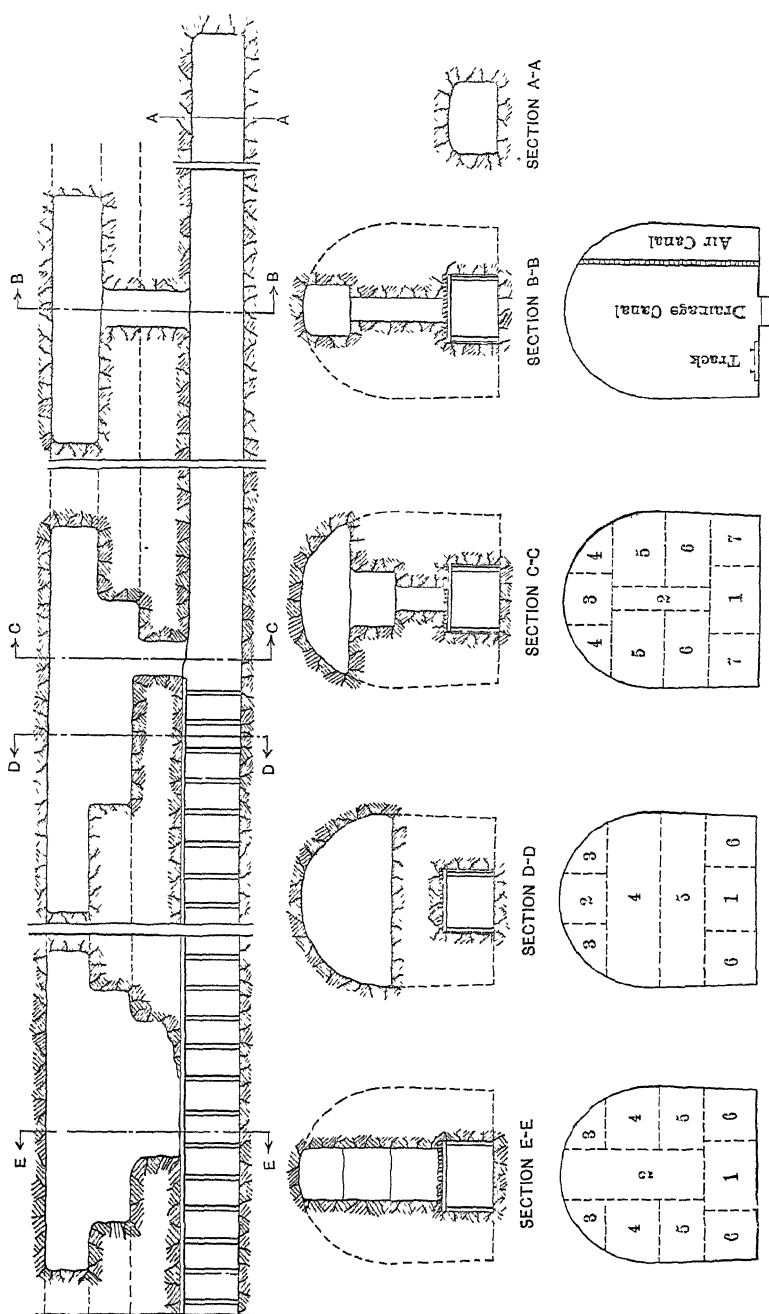 E D C B A
E D C B A
SECTION E-E SECTION D-D SECTION C-C SECTION B-B SECTION A-A
3 3
4 2 4
5 5
6 1 6
3 2 3
4
5
6 1 6
4 3 4
5 2 5
6 6
7 1 7
Track
Drainage Canal
Air Canal